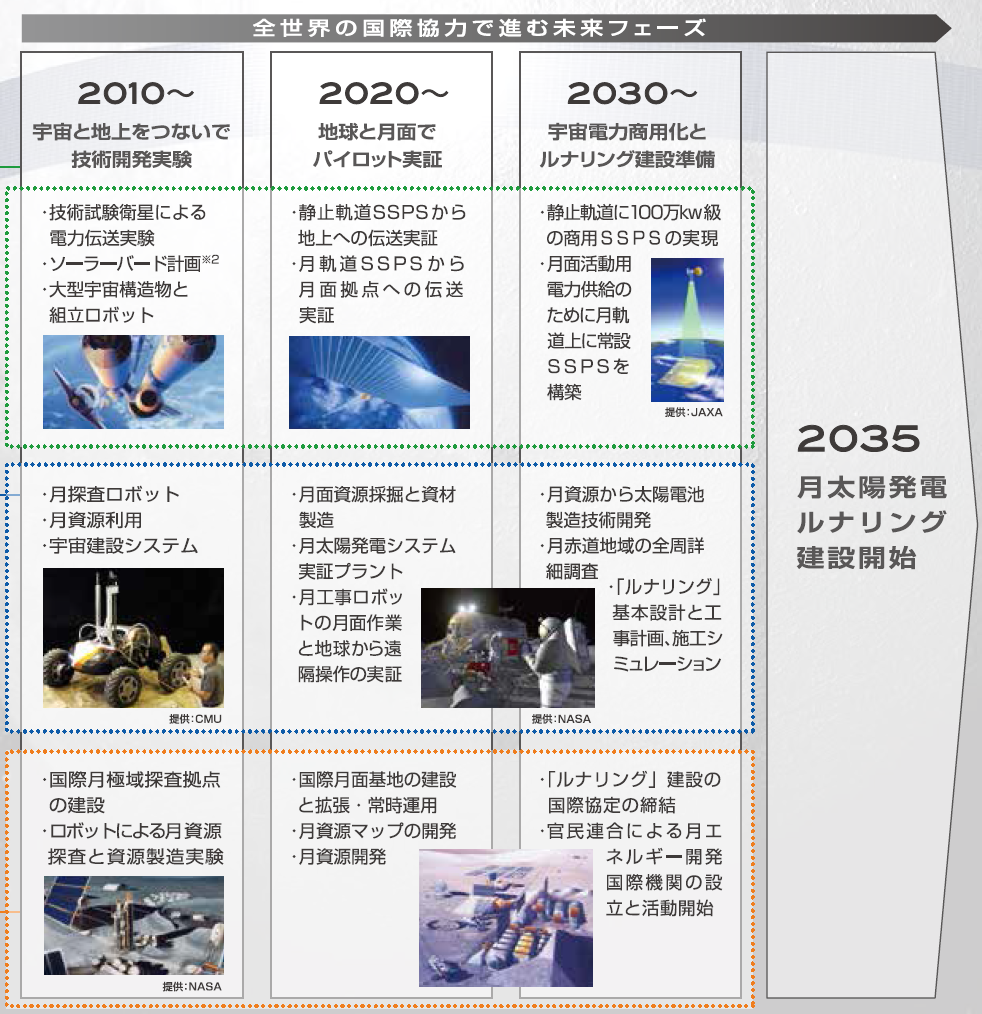 全世界の国際協力で進む未来フェーズ
2010～
宇宙と地上をつないで
技術開発実験
・技術試験衛星による
電力伝送実験
・ソーラーバード計画※2
・大型宇宙構造物と
組立ロボット
・月探査ロボット
・月資源利用
・宇宙建設システム
提供：CMU
・国際月極域探査拠点
の建設
・ロボットによる月資源
探査と資源製造実験
提供：NASA
2020～
地球と月面で
パイロット実証
・静止軌道SSPSから
地上への伝送実証
・月軌道SSPSから
月面拠点への伝送
実証
・月面資源採掘と資材
製造
・月太陽発電システム
実証プラント
・月工事ロボッ
トの月面作業
と地球から遠
隔操作の実証
提供：NASA
・国際月面基地の建設
と拡張・常時運用
・月資源マップの開発
・月資源開発
2030～
宇宙電力商用化と
ルナリング建設準備
・静止軌道に100万kw級
の商用SSPSの実現
・月面活動用
電力供給の
ために月軌
道上に常設
SSPSを
構築
提供：JAXA
・月資源から太陽電池
製造技術開発
・月赤道地域の全周詳
細調査
・「ルナリング」
基本設計と工
事計画、施工シ
ミュレーション
・「ルナリング」建設の
国際協定の締結
・官民連合による月エ
ネルギー開発
国際機関の設
立と活動開始
2035
月太陽発電
ルナリング
建設開始